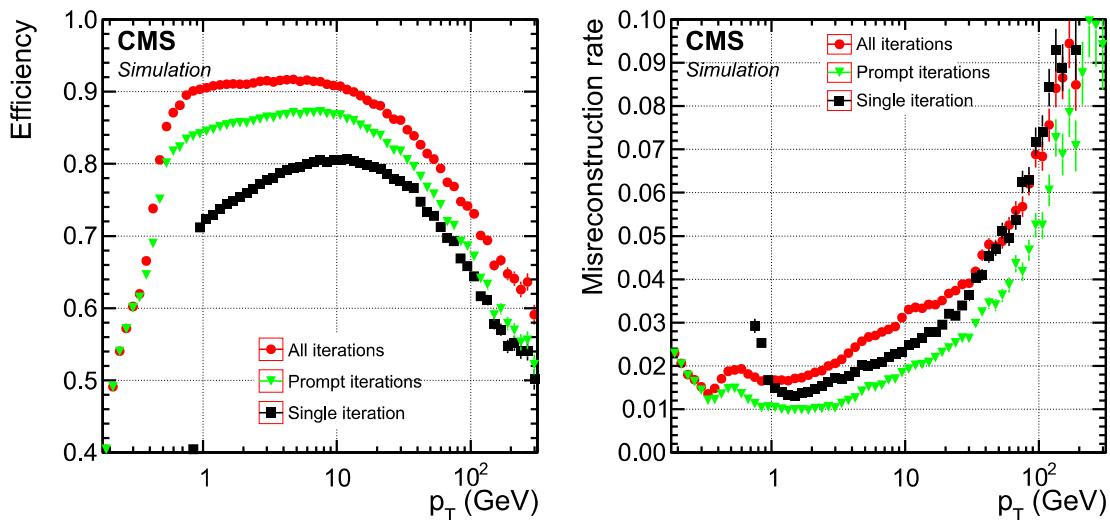 CMS
Simulation
Efficiency
1.0
0.9
0.8
0.7
0.6
0.5
0.4
All iterations
Prompt iterations
Single iteration
1 10 10²
p_T (GeV)
CMS
Simulation
Misreconstruction rate
0.10
0.09
0.08
0.07
0.06
0.05
0.04
0.03
0.02
0.01
0.00
All iterations
Prompt iterations
Single iteration
1 10 10²
p_T (GeV)